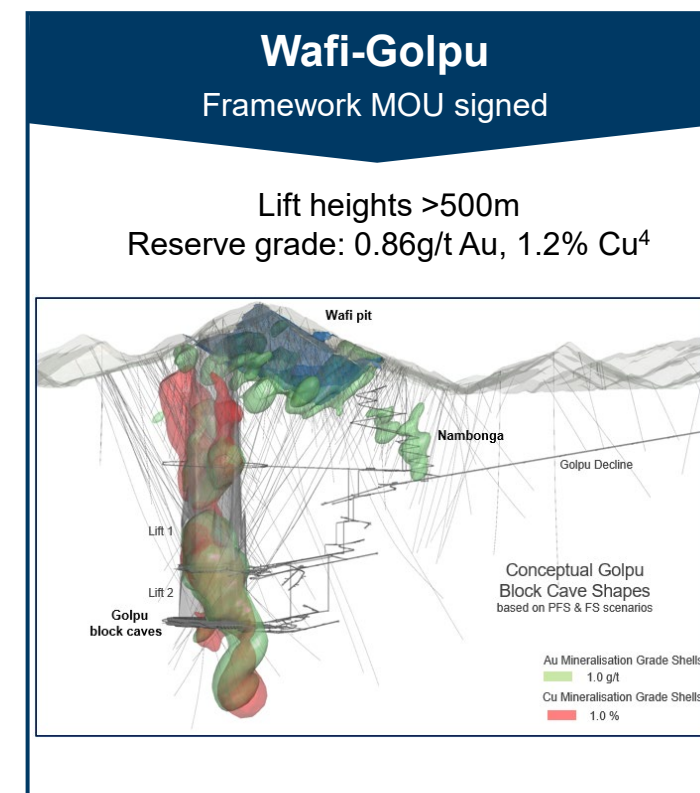 Wafi-Golpu
Framework MOU signed
Lift heights >500m
Reserve grade: 0.86g/t Au, 1.2% Cu⁴
Wafi pit
Nambonga
Golpu Decline
Lift 1
Lift 2
Golpu
block caves
Conceptual Golpu
Block Cave Shapes
based on PFS & FS scenarios
Au Mineralisation Grade Shells
1.0 g/t
Cu Mineralisation Grade Shells
1.0 %